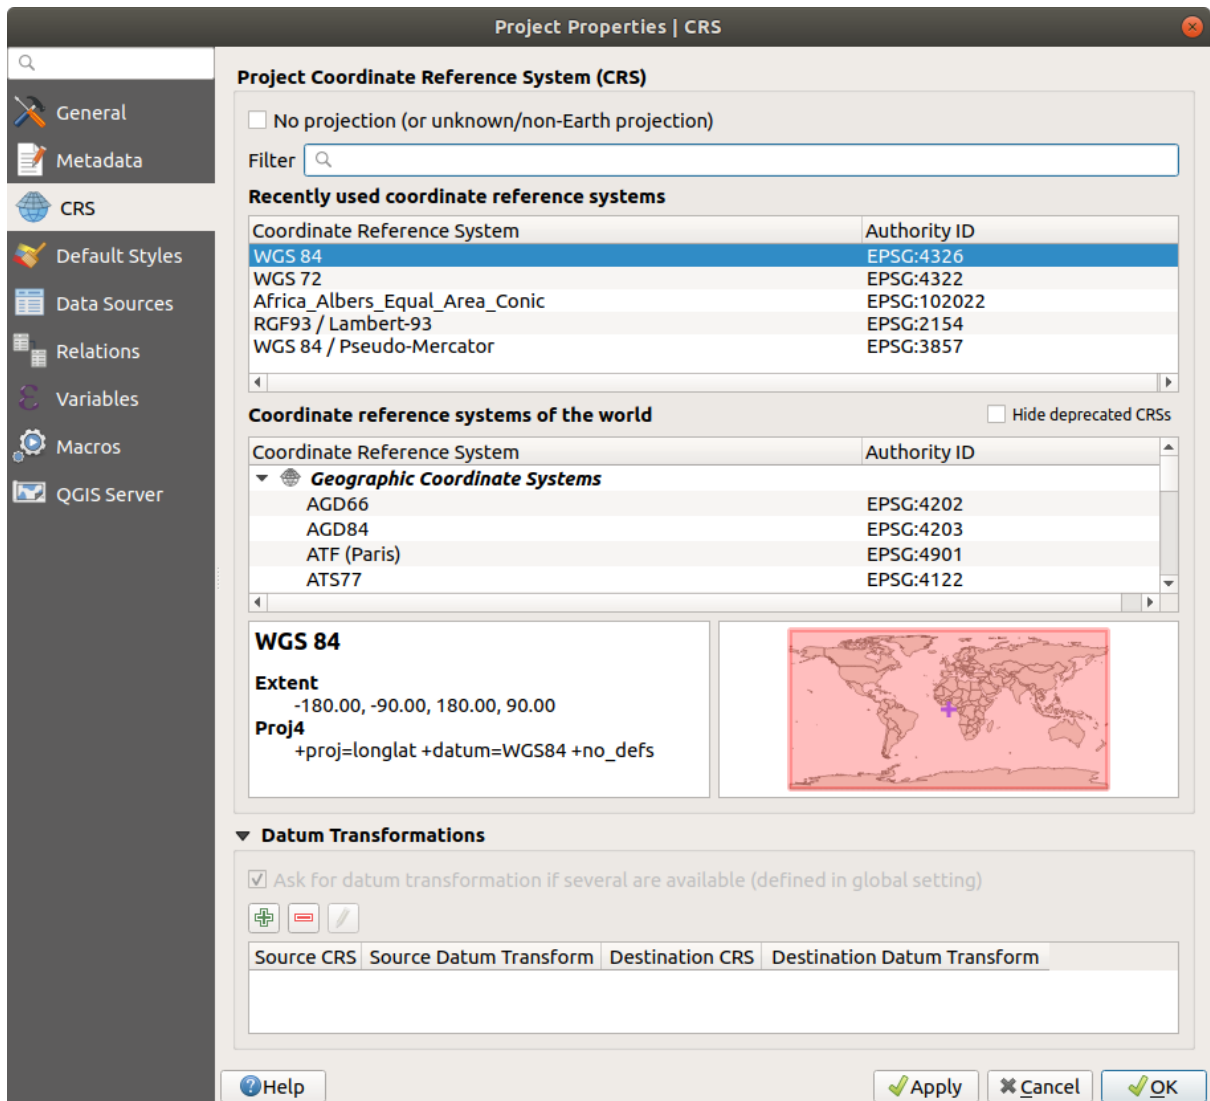 Project Properties | CRS
General
Metadata
CRS
Default Styles
Data Sources
Relations
Variables
Macros
QGIS Server
Project Coordinate Reference System (CRS)
No projection (or unknown/non-Earth projection)
Filter
Recently used coordinate reference systems
Coordinate Reference System Authority ID
WGS 84 EPSG:4326
WGS 72 EPSG:4322
Africa_Albers_Equal_Area_Conic EPSG:102022
RGF93 / Lambert-93 EPSG:2154
WGS 84 / Pseudo-Mercator EPSG:3857
Coordinate reference systems of the world Hide deprecated CRSs
Coordinate Reference System Authority ID
Geographic Coordinate Systems
AGD66 EPSG:4202
AGD84 EPSG:4203
ATF (Paris) EPSG:4901
ATS77 EPSG:4122
WGS 84
Extent
-180.00, -90.00, 180.00, 90.00
Proj4
+proj=longlat +datum=WGS84 +no_defs
Datum Transformations
Ask for datum transformation if several are available (defined in global setting)
Source CRS Source Datum Transform Destination CRS Destination Datum Transform
Help Apply Cancel OK